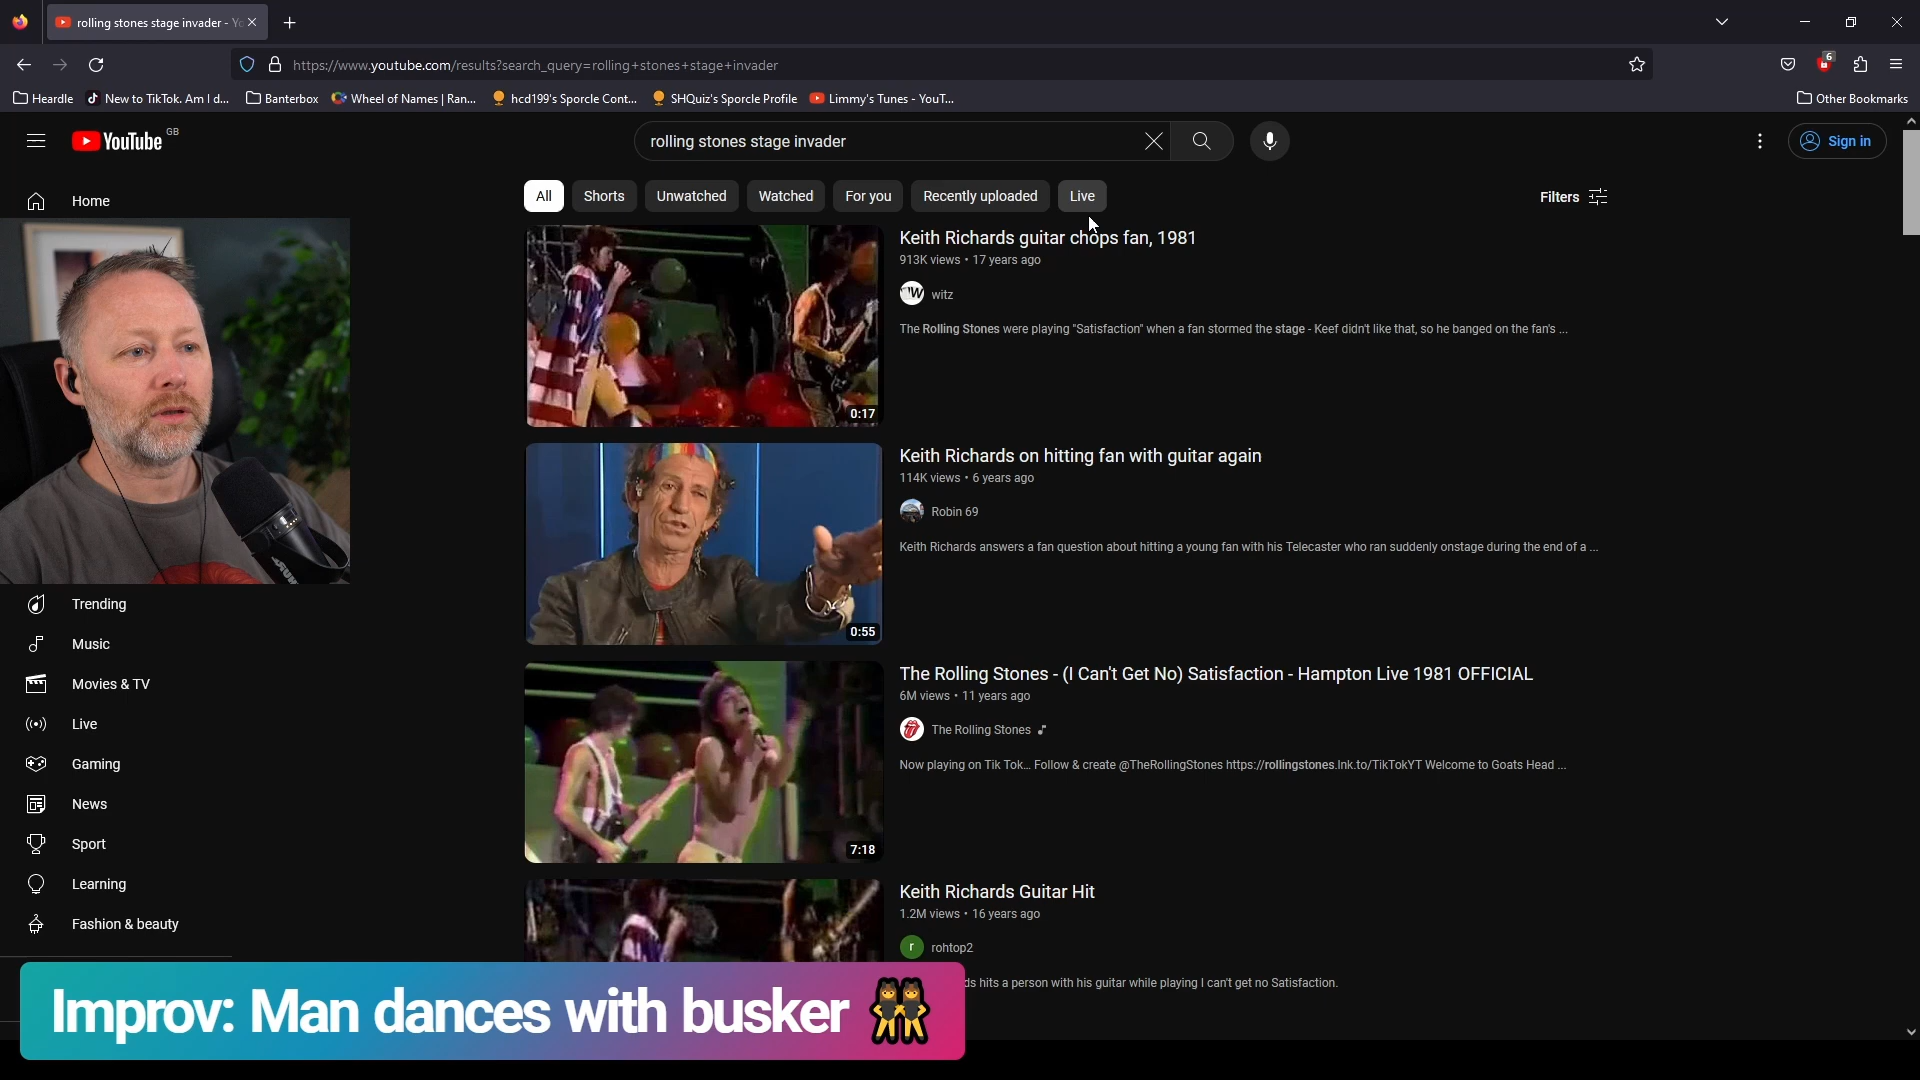 rolling stones stage invader - Yo
https://www.youtube.com/results?search_query=rolling+stones+stage+invader
6
Heardle
New to TikTok. Am I d...
Banterbox
Wheel of Names | Ran...
hcd199's Sporcle Cont...
SHQuiz's Sporcle Profile
Limmy's Tunes - YouT...
Other Bookmarks
YouTube GB
rolling stones stage invader
Sign in
All
Shorts
Unwatched
Watched
For you
Recently uploaded
Live
Filters
Home
Trending
Music
Movies & TV
Live
Gaming
News
Sport
Learning
Fashion & beauty
0:17
Keith Richards guitar chops fan, 1981
913K views • 17 years ago
witz
The Rolling Stones were playing "Satisfaction" when a fan stormed the stage - Keef didn't like that, so he banged on the fan's ...
0:55
Keith Richards on hitting fan with guitar again
114K views • 6 years ago
Robin 69
Keith Richards answers a fan question about hitting a young fan with his Telecaster who ran suddenly onstage during the end of a ...
7:18
The Rolling Stones - (I Can't Get No) Satisfaction - Hampton Live 1981 OFFICIAL
6M views • 11 years ago
The Rolling Stones
Now playing on Tik Tok... Follow & create @TheRollingStones https://rollingstones.lnk.to/TikTokYT Welcome to Goats Head ...
Keith Richards Guitar Hit
1.2M views • 16 years ago
r
rohtop2
ds hits a person with his guitar while playing I can't get no Satisfaction.
Improv: Man dances with busker